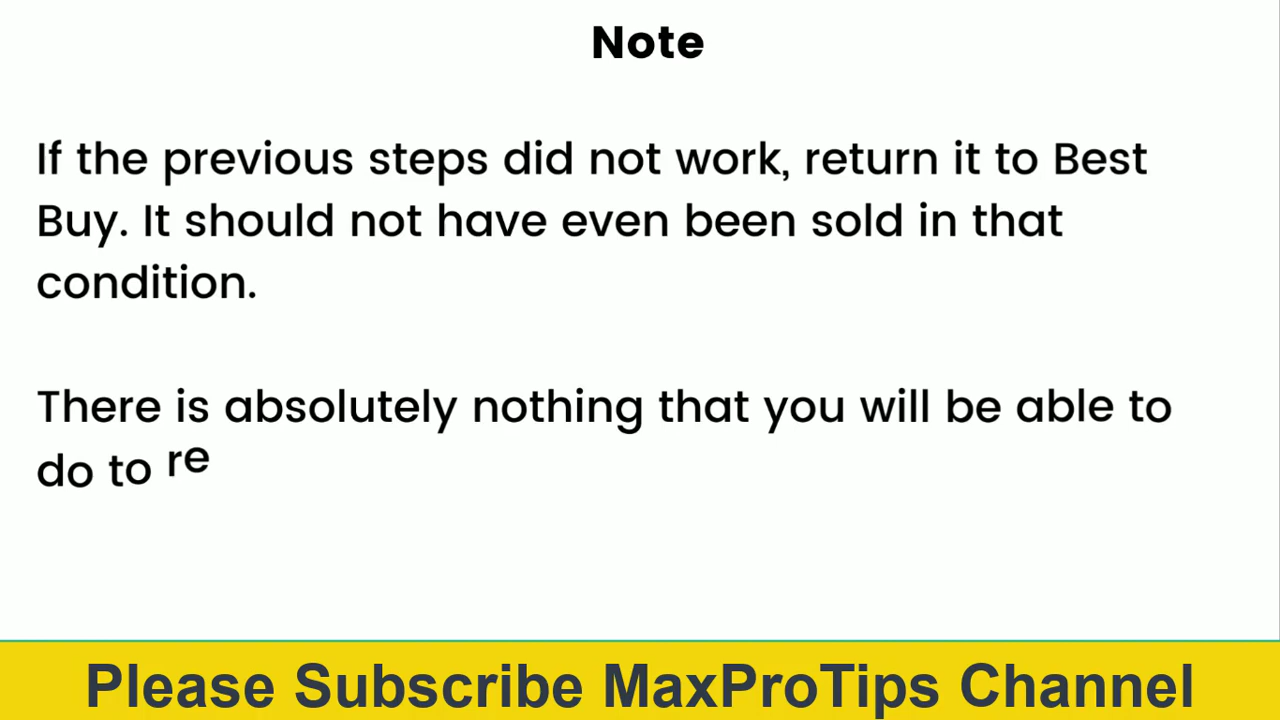 Note
If the previous steps did not work, return it to Best
Buy. It should not have even been sold in that
condition.
There is absolutely nothing that you will be able to
do to re
Please Subscribe MaxProTips Channel